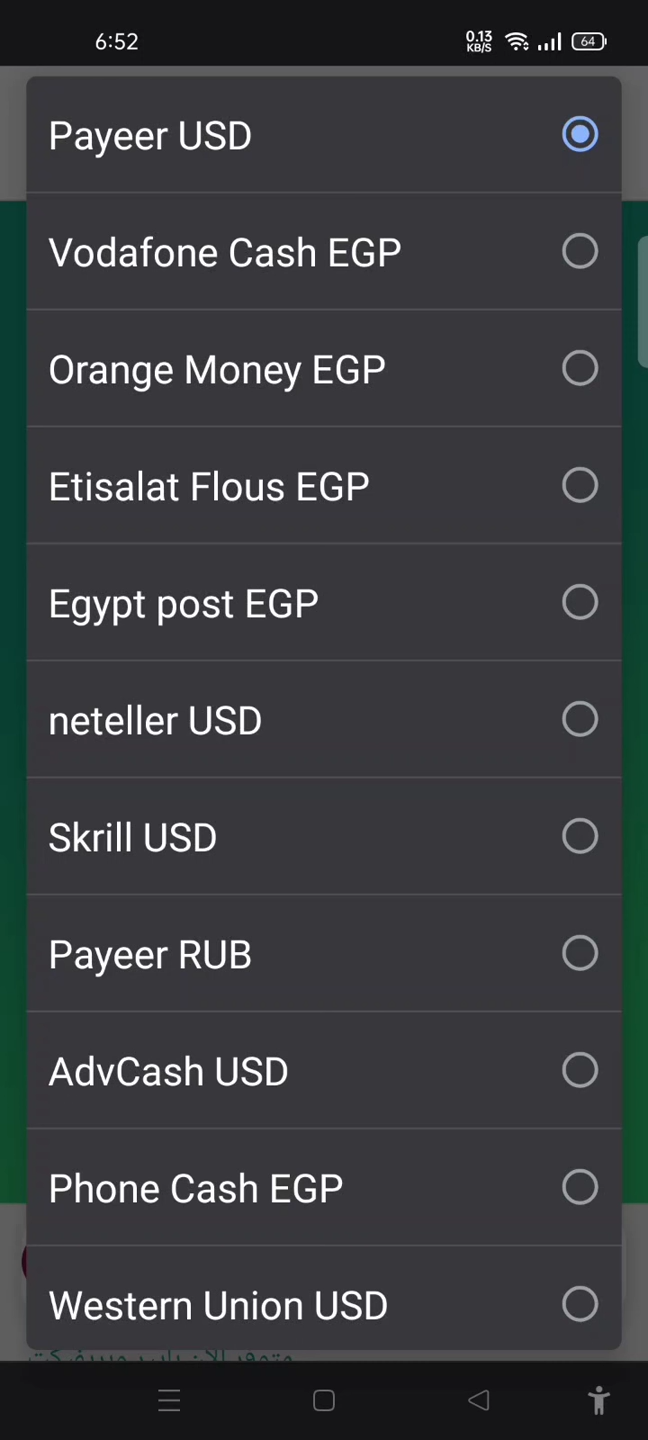 6:52
0.13
KB/S
64
Payeer USD
Vodafone Cash EGP
Orange Money EGP
Etisalat Flous EGP
Egypt post EGP
neteller USD
Skrill USD
Payeer RUB
AdvCash USD
Phone Cash EGP
Western Union USD